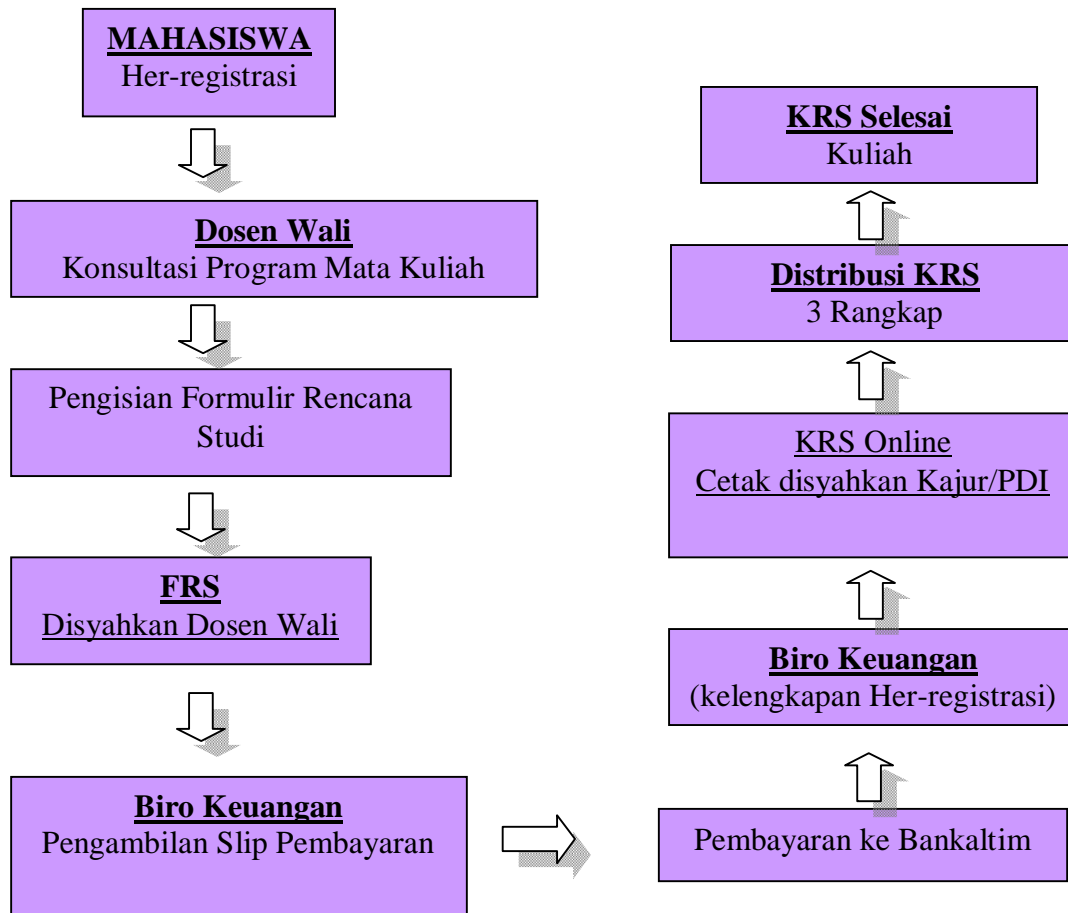 MAHASISWA
Her-registrasi
Dosen Wali
Konsultasi Program Mata Kuliah
Pengisian Formulir Rencana
Studi
FRS
Disyahkan Dosen Wali
Biro Keuangan
Pengambilan Slip Pembayaran
Pembayaran ke Bankaltim
Biro Keuangan
(kelengkapan Her-registrasi)
KRS Online
Cetak disyahkan Kajur/PDI
Distribusi KRS
3 Rangkap
KRS Selesai
Kuliah